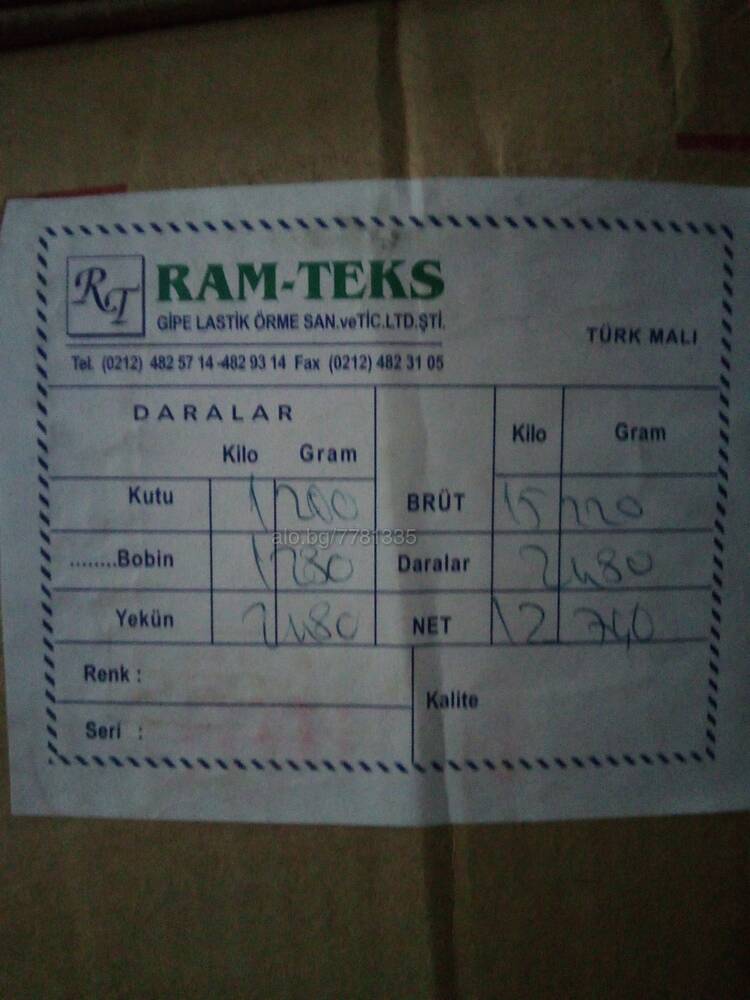 RT RAM-TEKS
GİPE LASTİK ÖRME SAN.veTİC.LTD.ŞTİ.
TÜRK MALI
Tel. (0212) 482 57 14-482 93 14 Fax (0212) 482 31 05
DARALAR
Kilo Gram
Kilo Gram
Kutu 1 200 BRÜT 15 220
alo.bg/7781335
........Bobin 1 280 Daralar 2 480
Yekün 2 480 NET 12 740
Renk :
Kalite
Seri :